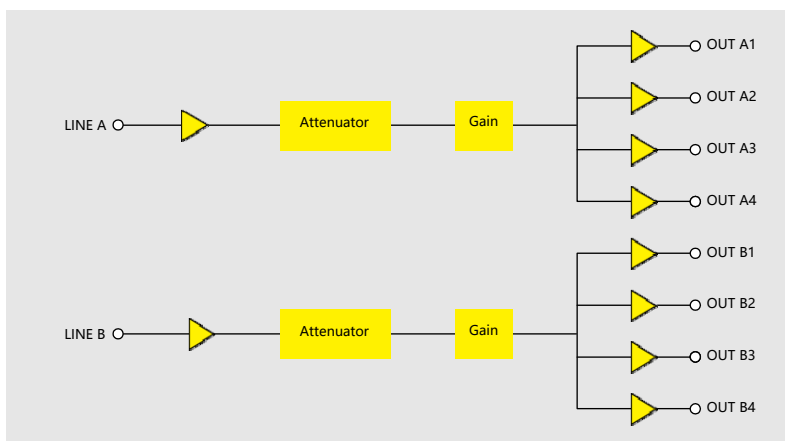 OUT A1
OUT A2
LINE A
Attenuator
Gain
OUT A3
OUT A4
OUT B1
OUT B2
LINE B
Attenuator
Gain
OUT B3
OUT B4